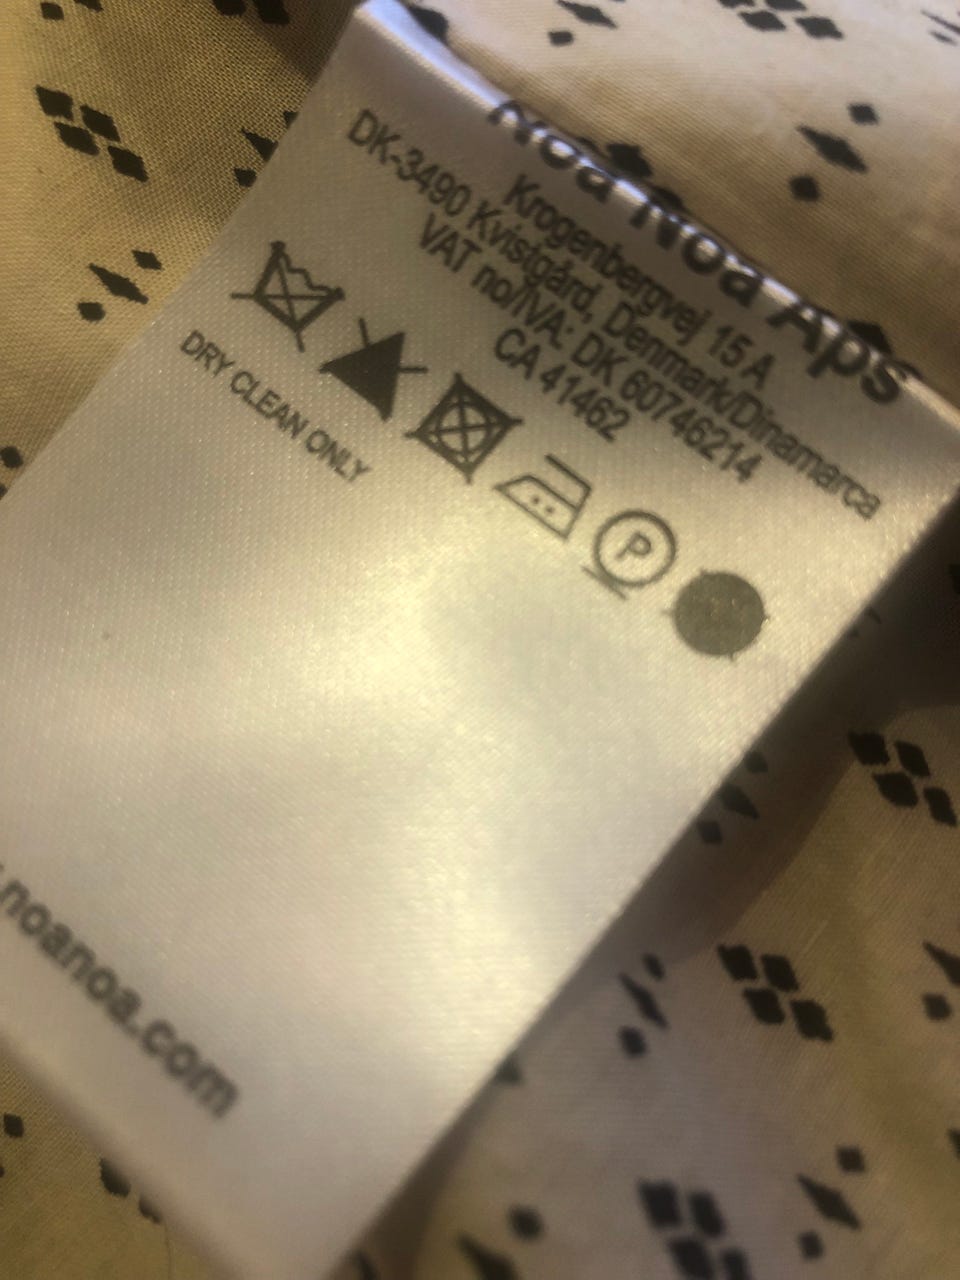 Noa Noa Aps
Krogenbergvej 15 A
DK-3490 Kvistgård, Denmark/Dinamarca
VAT no/IVA: DK 60746214
CA 41462
P
DRY CLEAN ONLY
.noanoa.com